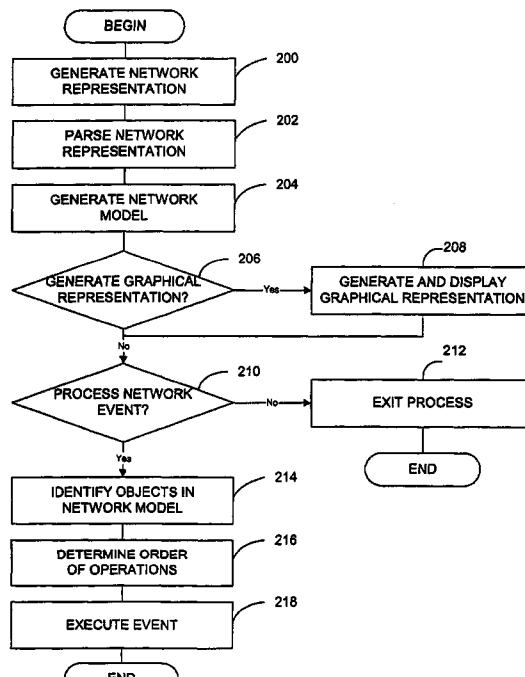 BEGIN
GENERATE NETWORK
REPRESENTATION
200
PARSE NETWORK
REPRESENTATION
202
GENERATE NETWORK
MODEL
204
GENERATE GRAPHICAL
REPRESENTATION?
206
Yes
GENERATE AND DISPLAY
GRAPHICAL REPRESENTATION
208
No
PROCESS NETWORK
EVENT?
210
No
EXIT PROCESS
212
END
Yes
IDENTIFY OBJECTS IN
NETWORK MODEL
214
DETERMINE ORDER
OF OPERATIONS
216
EXECUTE EVENT
218
END